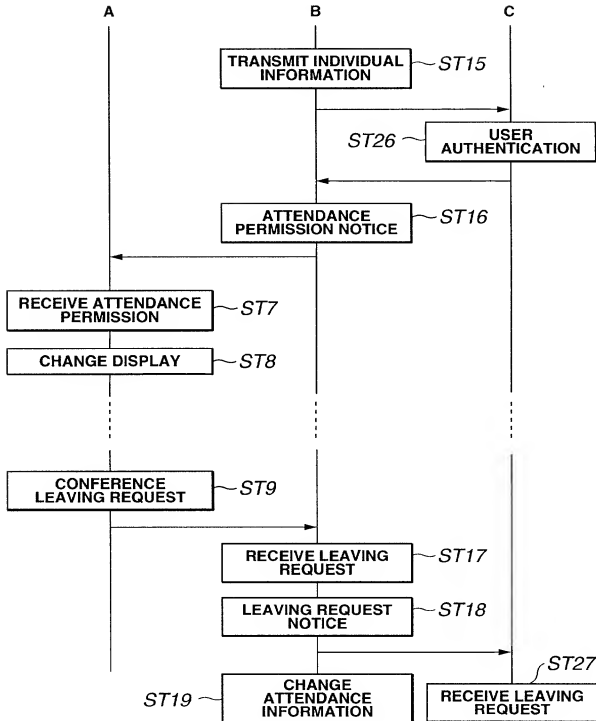 A B C
TRANSMIT INDIVIDUAL
INFORMATION
ST15
USER
AUTHENTICATION
ST26
ATTENDANCE
PERMISSION NOTICE
ST16
RECEIVE ATTENDANCE
PERMISSION
ST7
CHANGE DISPLAY
ST8
CONFERENCE
LEAVING REQUEST
ST9
RECEIVE LEAVING
REQUEST
ST17
LEAVING REQUEST
NOTICE
ST18
ST27
ST19
CHANGE
ATTENDANCE
INFORMATION
RECEIVE LEAVING
REQUEST